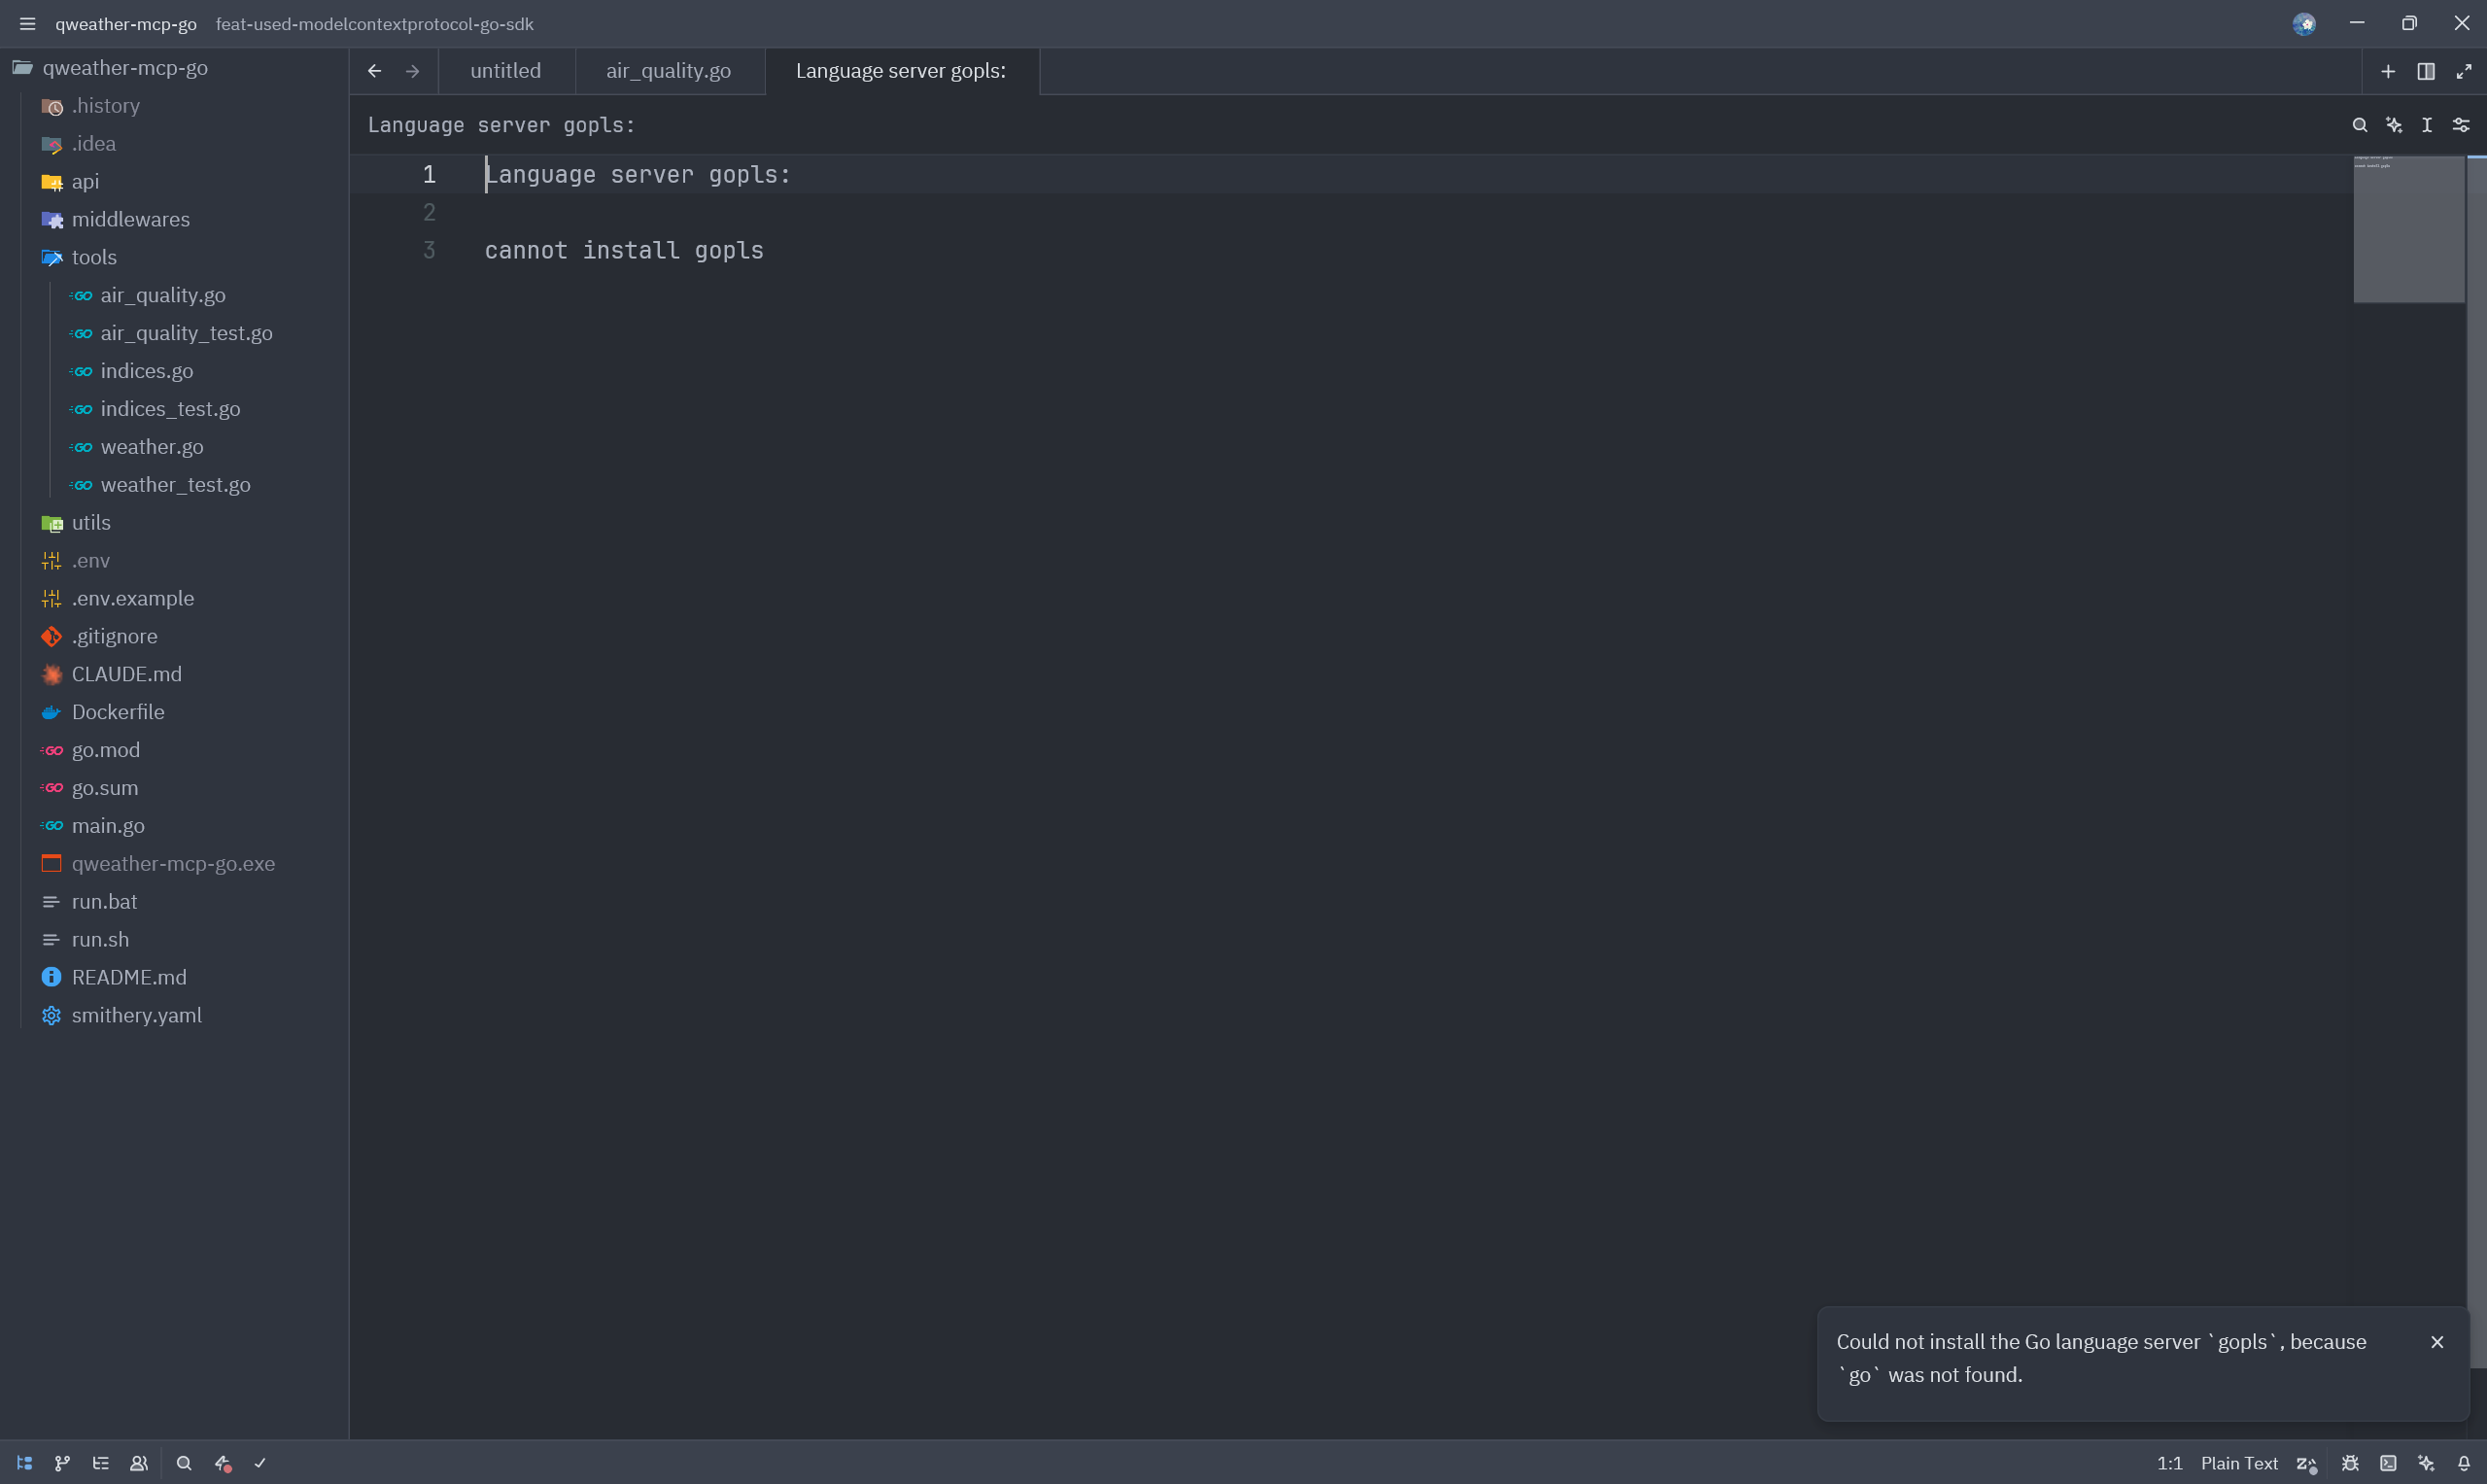 qweather-mcp-go feat-used-modelcontextprotocol-go-sdk
qweather-mcp-go
.history
.idea
api
middlewares
tools
air_quality.go
air_quality_test.go
indices.go
indices_test.go
weather.go
weather_test.go
utils
.env
.env.example
.gitignore
CLAUDE.md
Dockerfile
go.mod
go.sum
main.go
qweather-mcp-go.exe
run.bat
run.sh
README.md
smithery.yaml
untitled air_quality.go Language server gopls:
Language server gopls:
1 Language server gopls:
2
3 cannot install gopls
Could not install the Go language server `gopls`, because
`go` was not found.
1:1 Plain Text